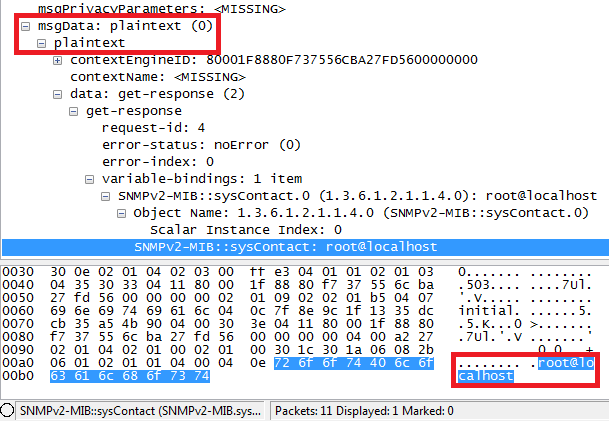 msgPrivacyParameters: <MISSING>
msgData: plaintext (0)
plaintext
contextEngineID: 80001F8880F737556CBA27FD5600000000
contextName: <MISSING>
data: get-response (2)
get-response
request-id: 4
error-status: noError (0)
error-index: 0
variable-bindings: 1 item
SNMPv2-MIB::sysContact.0 (1.3.6.1.2.1.1.4.0): root@localhost
Object Name: 1.3.6.1.2.1.1.4.0 (SNMPv2-MIB::sysContact.0)
Scalar Instance Index: 0
SNMPv2-MIB::sysContact: root@localhost
0030 30 0e 02 01 04 02 03 00 ff e3 04 01 01 02 01 03 0....... ........
0040 04 35 30 33 04 11 80 00 1f 88 80 f7 37 55 6c ba .503.... ....7Ul.
0050 27 fd 56 00 00 00 00 02 01 09 02 02 01 b5 04 07 '.V..... ........
0060 69 6e 69 74 69 61 6c 04 0c 7f 8e 9c 1f 13 35 dc initial. ......5.
0070 cb 35 a5 4b 90 04 00 30 3e 04 11 80 00 1f 88 80 .5.K...0 >.......
0080 f7 37 55 6c ba 27 fd 56 00 00 00 00 04 00 a2 27 .7Ul.'.V .......'
0090 02 01 04 02 01 00 02 01 00 30 1c 30 1a 06 08 2b ........ .0.0...+
00a0 06 01 02 01 01 04 00 04 0e 72 6f 6f 74 40 6c 6f ........ .root@lo
00b0 63 61 6c 68 6f 73 74 calhost
SNMPv2-MIB::sysContact (SNMPv2-MIB.sys... Packets: 11 Displayed: 1 Marked: 0